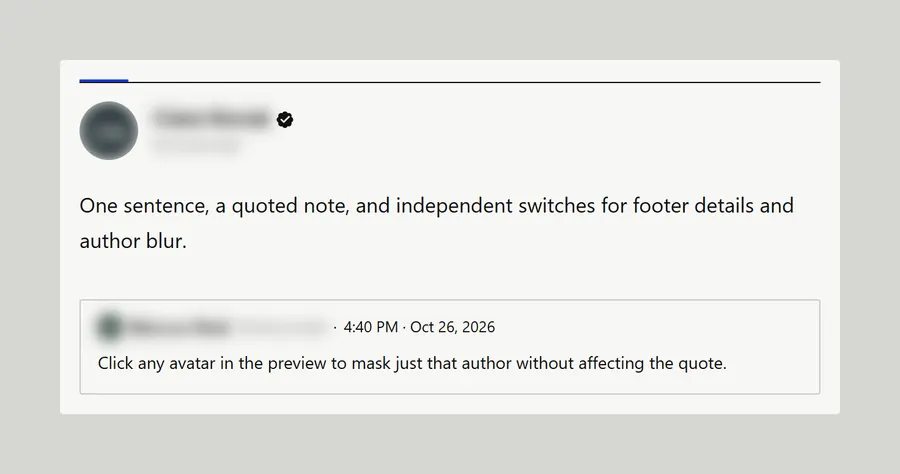 One sentence, a quoted note, and independent switches for footer details and
author blur.
· 4:40 PM · Oct 26, 2026
Click any avatar in the preview to mask just that author without affecting the quote.